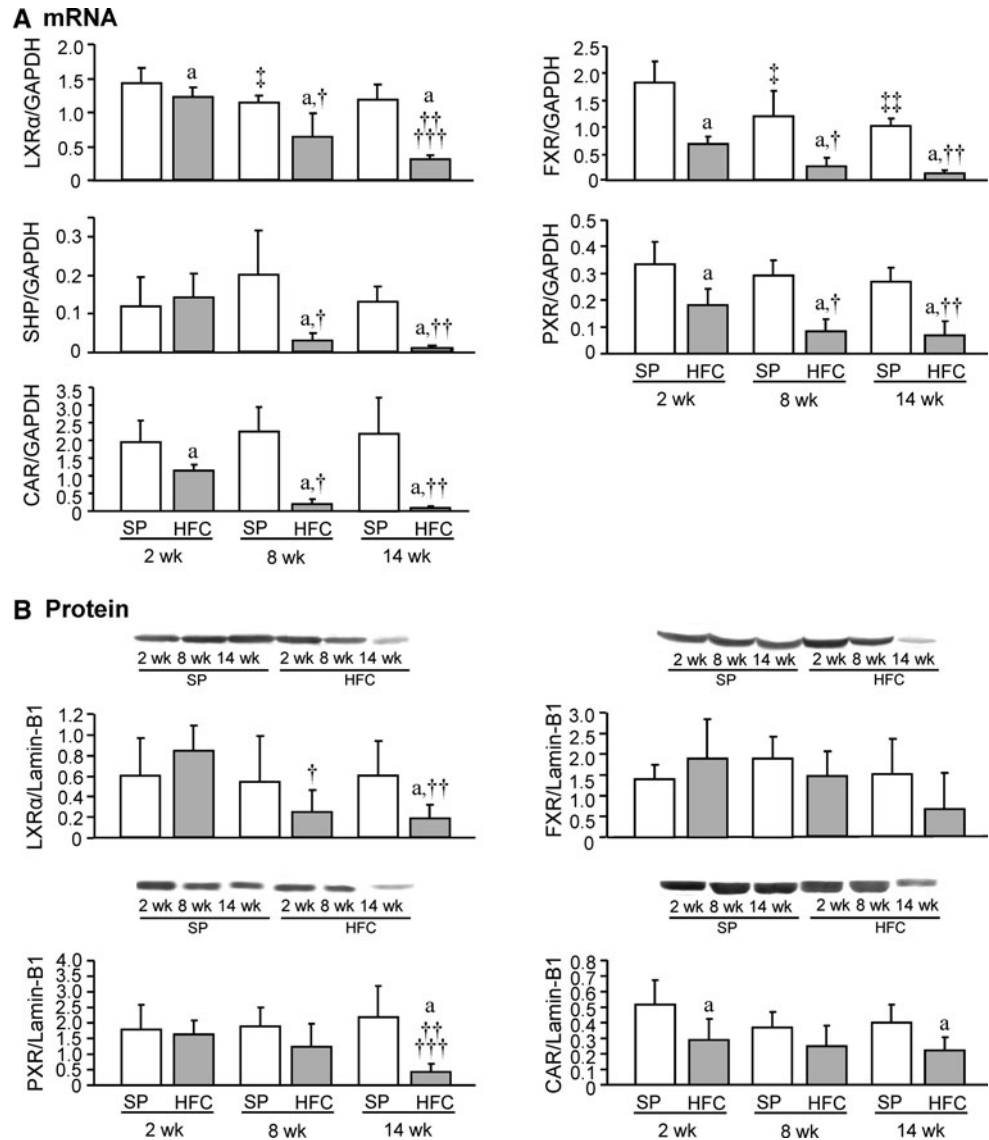 A mRNA
LXRα/GAPDH
2.0
1.5
1.0
0.5
0
a
‡
a,†
a
††
†††
FXR/GAPDH
2.5
2.0
1.5
1.0
0.5
0
a
‡
a,†
‡‡
a,††
SHP/GAPDH
0.3
0.2
0.1
0
a,†
a,††
PXR/GAPDH
0.5
0.4
0.3
0.2
0.1
0
a
a,†
a,††
SP HFC SP HFC SP HFC
2 wk 8 wk 14 wk
CAR/GAPDH
3.5
3.0
2.5
2.0
1.5
1.0
0.5
0
a
a,†
a,††
SP HFC SP HFC SP HFC
2 wk 8 wk 14 wk
B Protein
2 wk 8 wk 14 wk 2 wk 8 wk 14 wk
SP HFC
LXRα/Lamin-B1
1.2
1.0
0.8
0.6
0.4
0.2
0
†
a,††
2 wk 8 wk 14 wk 2 wk 8 wk 14 wk
SP HFC
FXR/Lamin-B1
3.0
2.5
2.0
1.5
1.0
0.5
0
2 wk 8 wk 14 wk 2 wk 8 wk 14 wk
SP HFC
PXR/Lamin-B1
4.0
3.5
3.0
2.5
2.0
1.5
1.0
0.5
0
a
††
†††
SP HFC SP HFC SP HFC
2 wk 8 wk 14 wk
2 wk 8 wk 14 wk 2 wk 8 wk 14 wk
SP HFC
CAR/Lamin-B1
0.8
0.7
0.6
0.5
0.4
0.3
0.2
0.1
0
a
a
SP HFC SP HFC SP HFC
2 wk 8 wk 14 wk